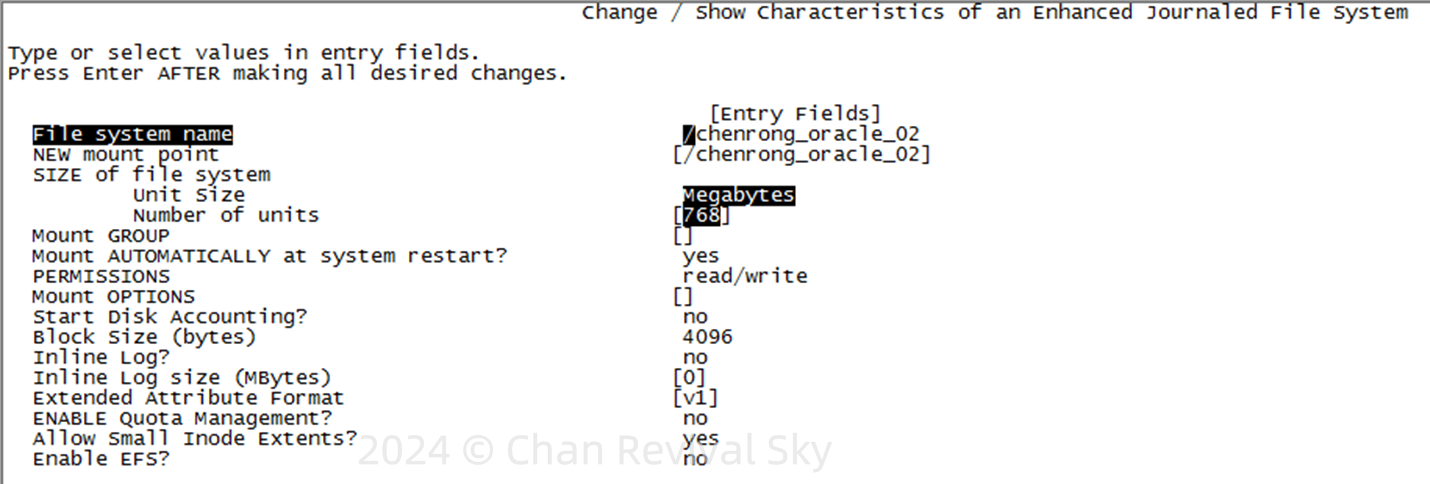 Change / Show Characteristics of an Enhanced Journaled File System
Type or select values in entry fields.
Press Enter AFTER making all desired changes.
[Entry Fields]
File system name /chenrong_oracle_02
NEW mount point [/chenrong_oracle_02]
SIZE of file system
Unit Size Megabytes
Number of units [768]
Mount GROUP []
Mount AUTOMATICALLY at system restart? yes
PERMISSIONS read/write
Mount OPTIONS []
Start Disk Accounting? no
Block Size (bytes) 4096
Inline Log? no
Inline Log size (MBytes) [0]
Extended Attribute Format [v1]
ENABLE Quota Management? no
Allow Small Inode Extents? yes
Enable EFS? no
2024 © Chan Revival Sky